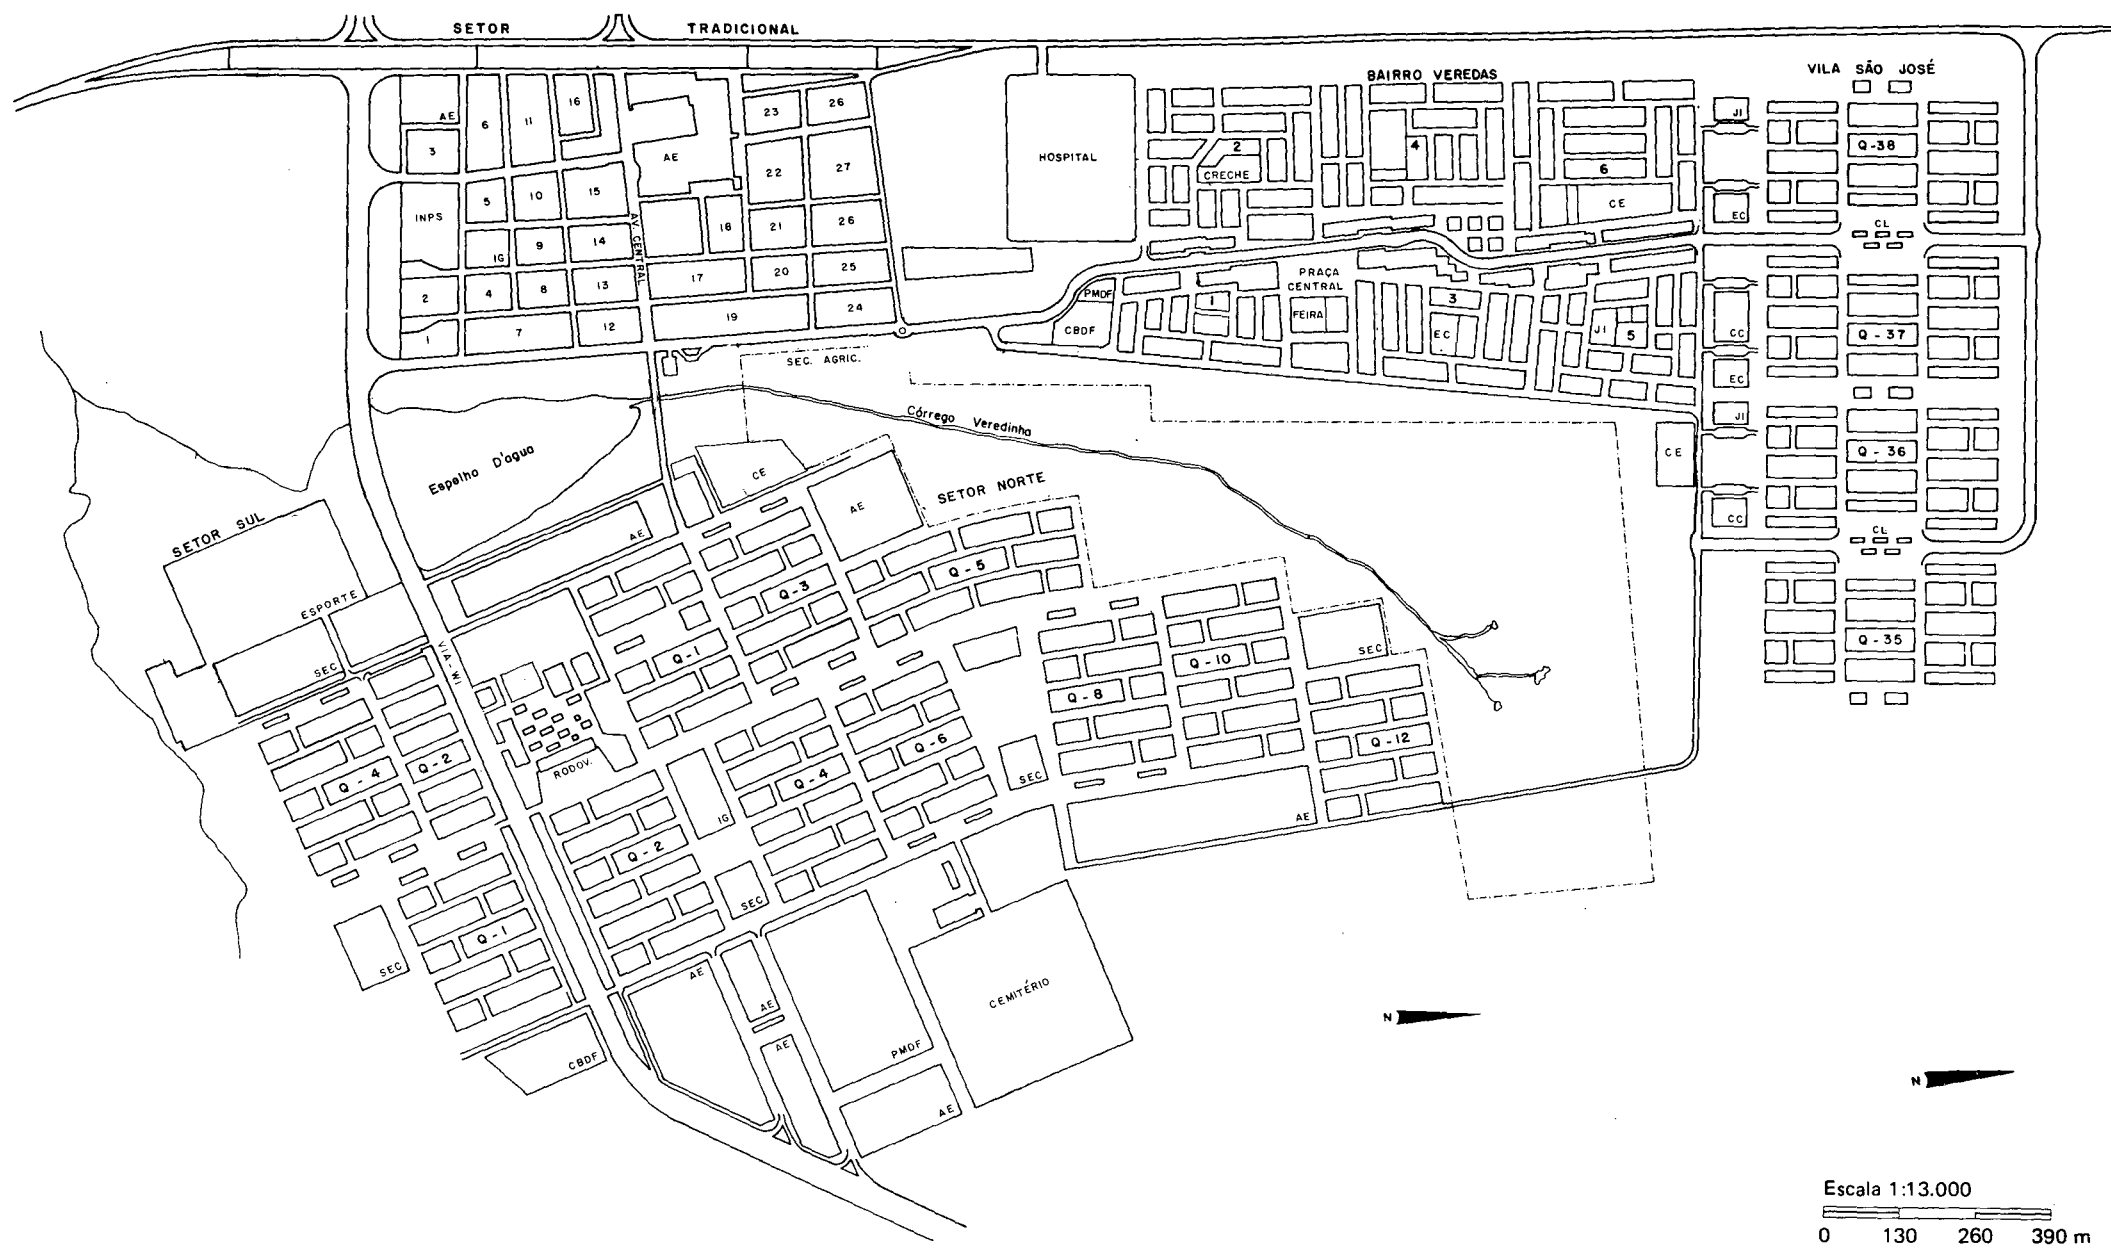 SETOR TRADICIONAL
BAIRRO VEREDAS
VILA SÃO JOSÉ
AE
6
11
16
23
26
3
AE
22
27
HOSPITAL
2
CRECHE
4
6
CE
JI
Q-38
EC
CL
INPS
5
10
15
18
21
26
IG
9
14
AV. CENTRAL
2
4
8
13
17
20
25
1
7
12
19
24
PMDF
CBDF
1
PRAÇA
CENTRAL
FEIRA
3
EC
JI
5
CC
Q-37
EC
JI
SEC. AGRIC.
Córrego Veredinha
Espelho D'agua
CE
AE
SETOR NORTE
CE
Q-36
CC
CL
Q-35
SETOR SUL
ESPORTE
SEC
AE
VIA-W1
Q-3
Q-5
Q-1
Q-10
SEC
Q-8
Q-12
Q-4
Q-2
RODOV.
Q-4
Q-6
SEC
IG
AE
Q-2
SEC
Q-1
SEC
AE
AE
CEMITÉRIO
CBDF
AE
PMDF
AE
N
N
Escala 1:13.000
0 130 260 390 m